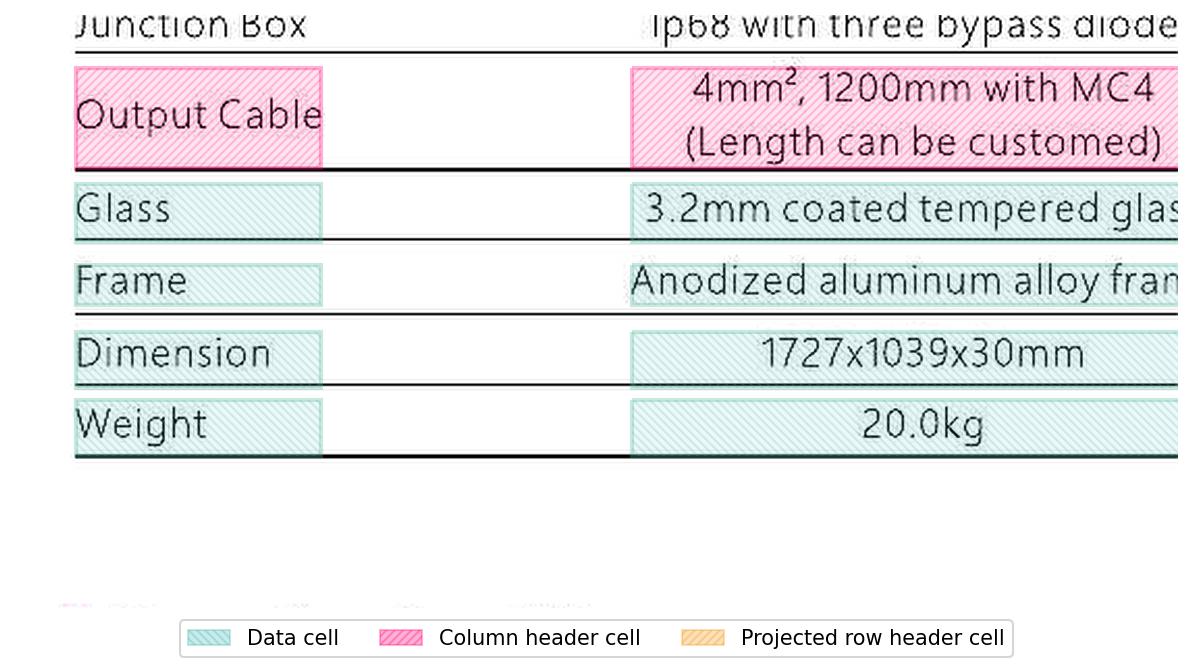 Junction Box Ip68 with three bypass diode
Output Cable 4mm², 1200mm with MC4
(Length can be customed)
Glass 3.2mm coated tempered glas
Frame Anodized aluminum alloy fram
Dimension 1727x1039x30mm
Weight 20.0kg
Data cell Column header cell Projected row header cell